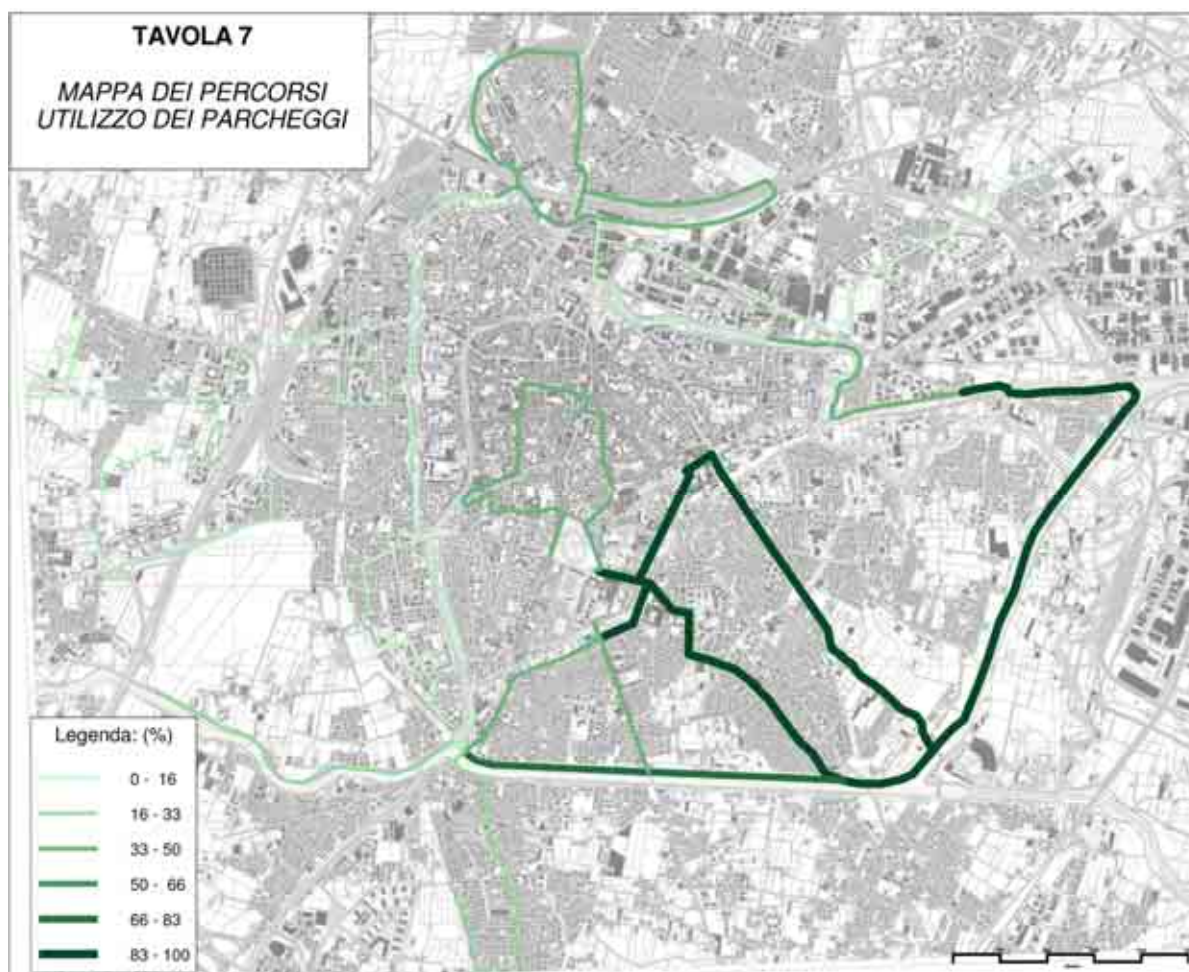 TAVOLA 7
MAPPA DEI PERCORSI
UTILIZZO DEI PARCHEGGI
Legenda: (%)
0 - 16
16 - 33
33 - 50
50 - 66
66 - 83
83 - 100